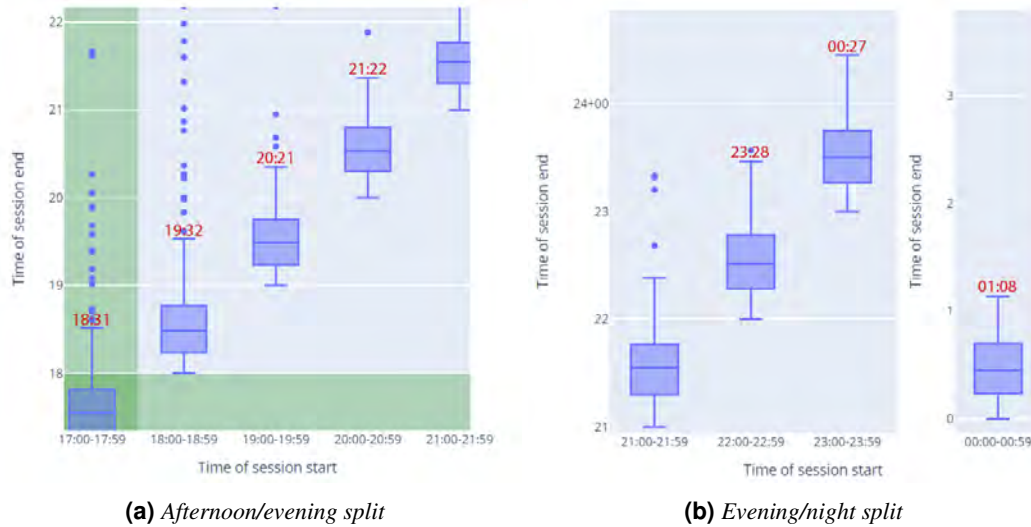 22
21
20
19
18
Time of session end
18:31
19:32
20:21
21:22
17:00-17:59 18:00-18:59 19:00-19:59 20:00-20:59 21:00-21:59
Time of session start
(a) Afternoon/evening split
24+00
23
22
21
Time of session end
23:28
00:27
21:00-21:59 22:00-22:59 23:00-23:59
Time of session start
3
2
1
0
Time of session end
01:08
00:00-00:59
(b) Evening/night split